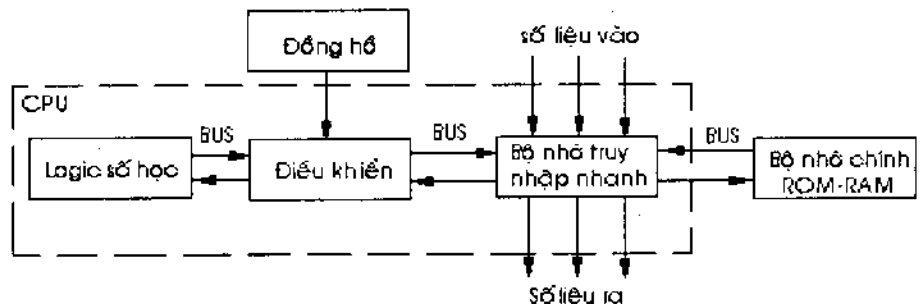 Đồng hồ
số liệu vào
CPU
BUS
BUS
BUS
Logic số học
Điều khiển
Bộ nhớ truy
nhập nhanh
Bộ nhớ chính
ROM-RAM
Số liệu ra